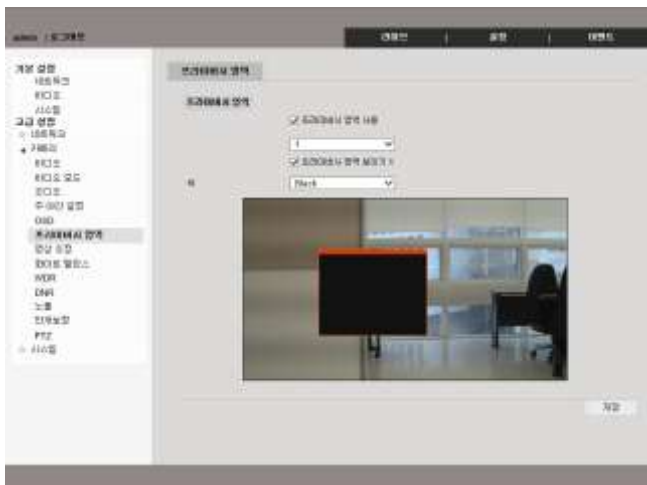 admin | 로그아웃
라이브 | 설정 | 이벤트
기본 설정
네트워크
비디오
시스템
고급 설정
네트워크
카메라
비디오
비디오 모드
오디오
주·야간 설정
OSD
프라이버시 영역
영상 조정
화이트 밸런스
WDR
DNR
노출
안개보정
PTZ
시스템
프라이버시 영역
프라이버시 영역
프라이버시 영역 사용
1
프라이버시 영역 보이기 1
색
Black
저장